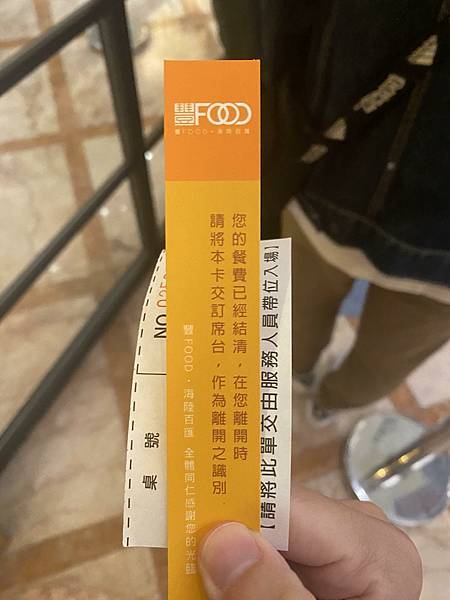 豐FOOD
豐FOOD・海陸百匯
您的餐費已經結清，在您離開時
請將本卡交訂席台，作為離開之識別
豐FOOD・海陸百匯 全體同仁感謝您的光臨
【請將此單交由服務人員帶位入場】
桌 號
NO.